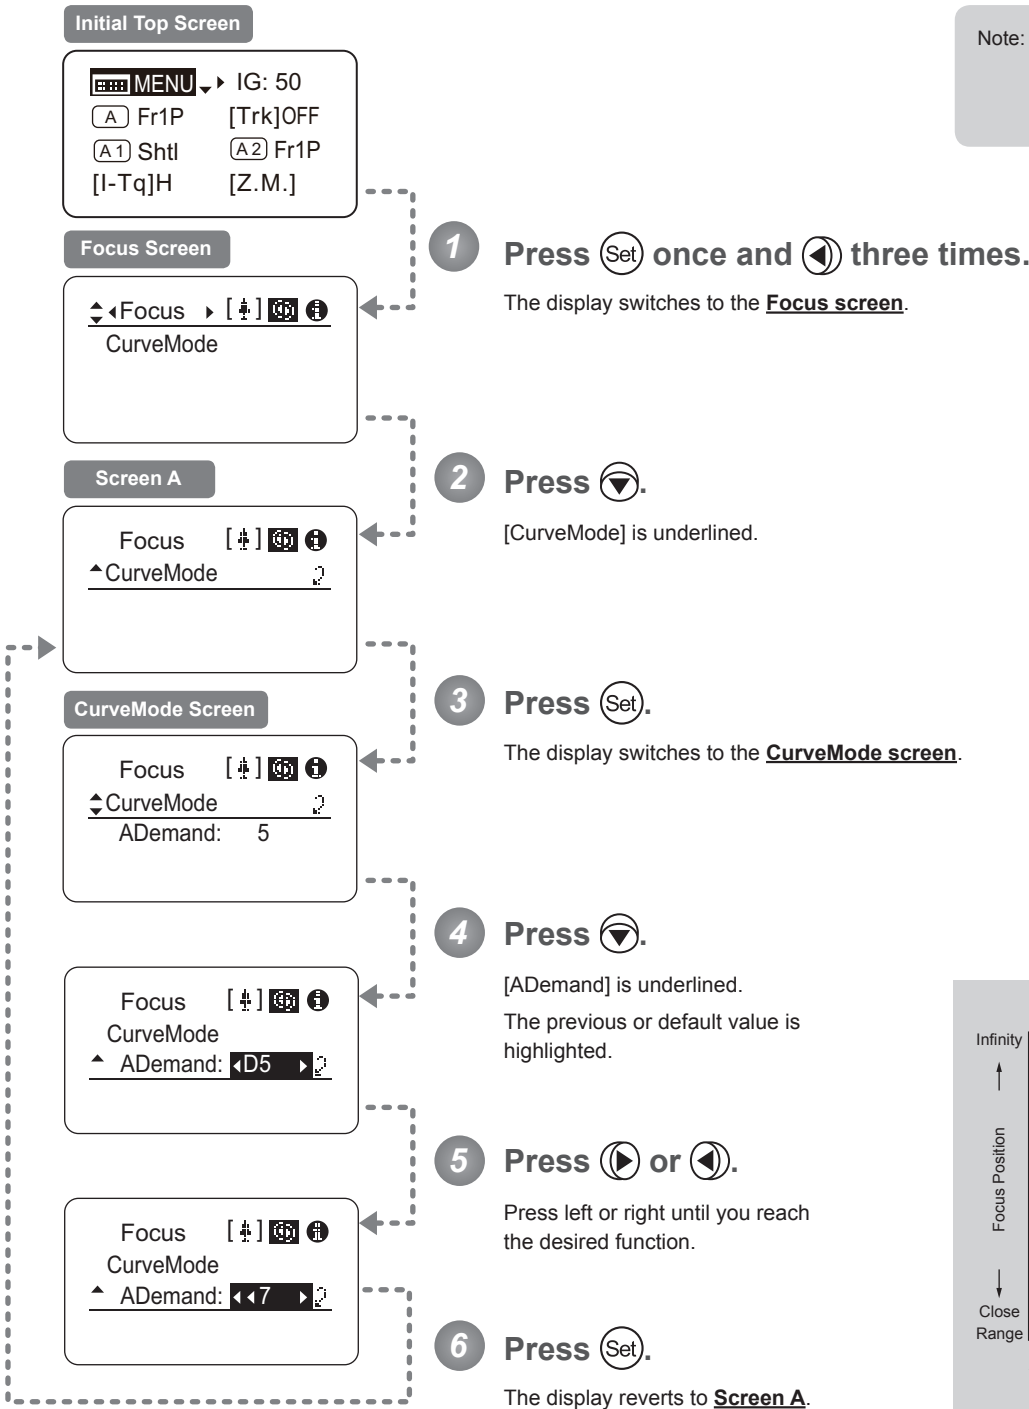 Initial Top Screen
MENU IG: 50
A Fr1P [Trk]OFF
A1 Shtl A2 Fr1P
[I-Tq]H [Z.M.]
Note:
1 Press Set once and three times.
The display switches to the Focus screen.
Focus Screen
Focus
CurveMode
2 Press .
[CurveMode] is underlined.
Screen A
Focus
CurveMode
3 Press Set.
The display switches to the CurveMode screen.
CurveMode Screen
Focus
CurveMode
ADemand: 5
4 Press .
[ADemand] is underlined.
The previous or default value is
highlighted.
Focus
CurveMode
ADemand: D5
5 Press or .
Press left or right until you reach
the desired function.
Focus
CurveMode
ADemand: 7
6 Press Set.
The display reverts to Screen A.
Infinity
Focus Position
Close
Range